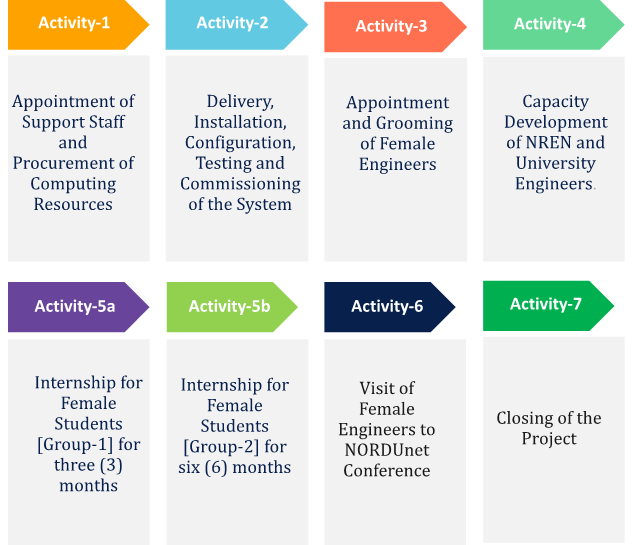 Activity-1
Appointment of
Support Staff
and
Procurement of
Computing
Resources
Activity-2
Delivery,
Installation,
Configuration,
Testing and
Commissioning
of the System
Activity-3
Appointment
and Grooming
of Female
Engineers
Activity-4
Capacity
Development
of NREN and
University
Engineers.
Activity-5a
Internship for
Female
Students
[Group-1] for
three (3)
months
Activity-5b
Internship for
Female
Students
[Group-2] for
six (6) months
Activity-6
Visit of
Female
Engineers to
NORDUnet
Conference
Activity-7
Closing of the
Project